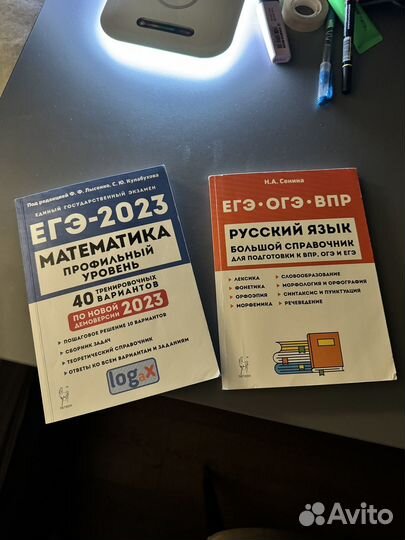 Под редакцией Ф. Ф. Лысенко, С. Ю. Кулабухова
ЕДИНЫЙ ГОСУДАРСТВЕННЫЙ ЭКЗАМЕН
ЕГЭ-2023
МАТЕМАТИКА
ПРОФИЛЬНЫЙ
УРОВЕНЬ
40 ТРЕНИРОВОЧНЫХ
ВАРИАНТОВ
ПО НОВОЙ
ДЕМОВЕРСИИ 2023
ПОШАГОВОЕ РЕШЕНИЕ 10 ВАРИАНТОВ
СБОРНИК ЗАДАЧ
ТЕОРЕТИЧЕСКИЙ СПРАВОЧНИК
ОТВЕТЫ КО ВСЕМ ВАРИАНТАМ И ЗАДАНИЯМ
logaX
Н.А. Сенина
ЕГЭ • ОГЭ • ВПР
РУССКИЙ ЯЗЫК
БОЛЬШОЙ СПРАВОЧНИК
ДЛЯ ПОДГОТОВКИ К ВПР, ОГЭ И ЕГЭ
ЛЕКСИКА
ФОНЕТИКА
ОРФОЭПИЯ
МОРФЕМИКА
СЛОВООБРАЗОВАНИЕ
МОРФОЛОГИЯ И ОРФОГРАФИЯ
СИНТАКСИС И ПУНКТУАЦИЯ
РЕЧЕВЕДЕНИЕ
Avito